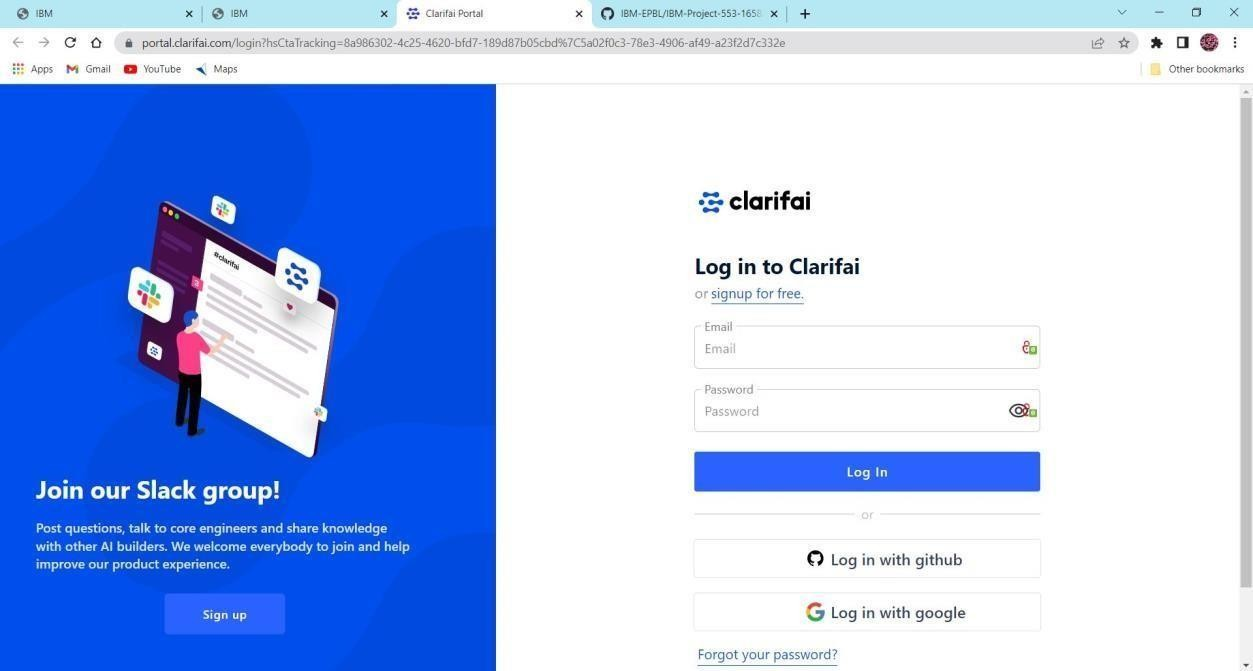 IBM
IBM
Clarifai Portal
IBM-EPBL/IBM-Project-553-1658
portal.clarifai.com/login?hsCtaTracking=8a986302-4c25-4620-bfd7-189d87b05cbd%7C5a02f0c3-78e3-4906-af49-a23f2d7c332e
Apps
Gmail
YouTube
Maps
Other bookmarks
#clarifai
Join our Slack group!
Post questions, talk to core engineers and share knowledge
with other AI builders. We welcome everybody to join and help
improve our product experience.
Sign up
clarifai
Log in to Clarifai
or signup for free.
Email
Email
Password
Password
Log In
or
Log in with github
Log in with google
Forgot your password?